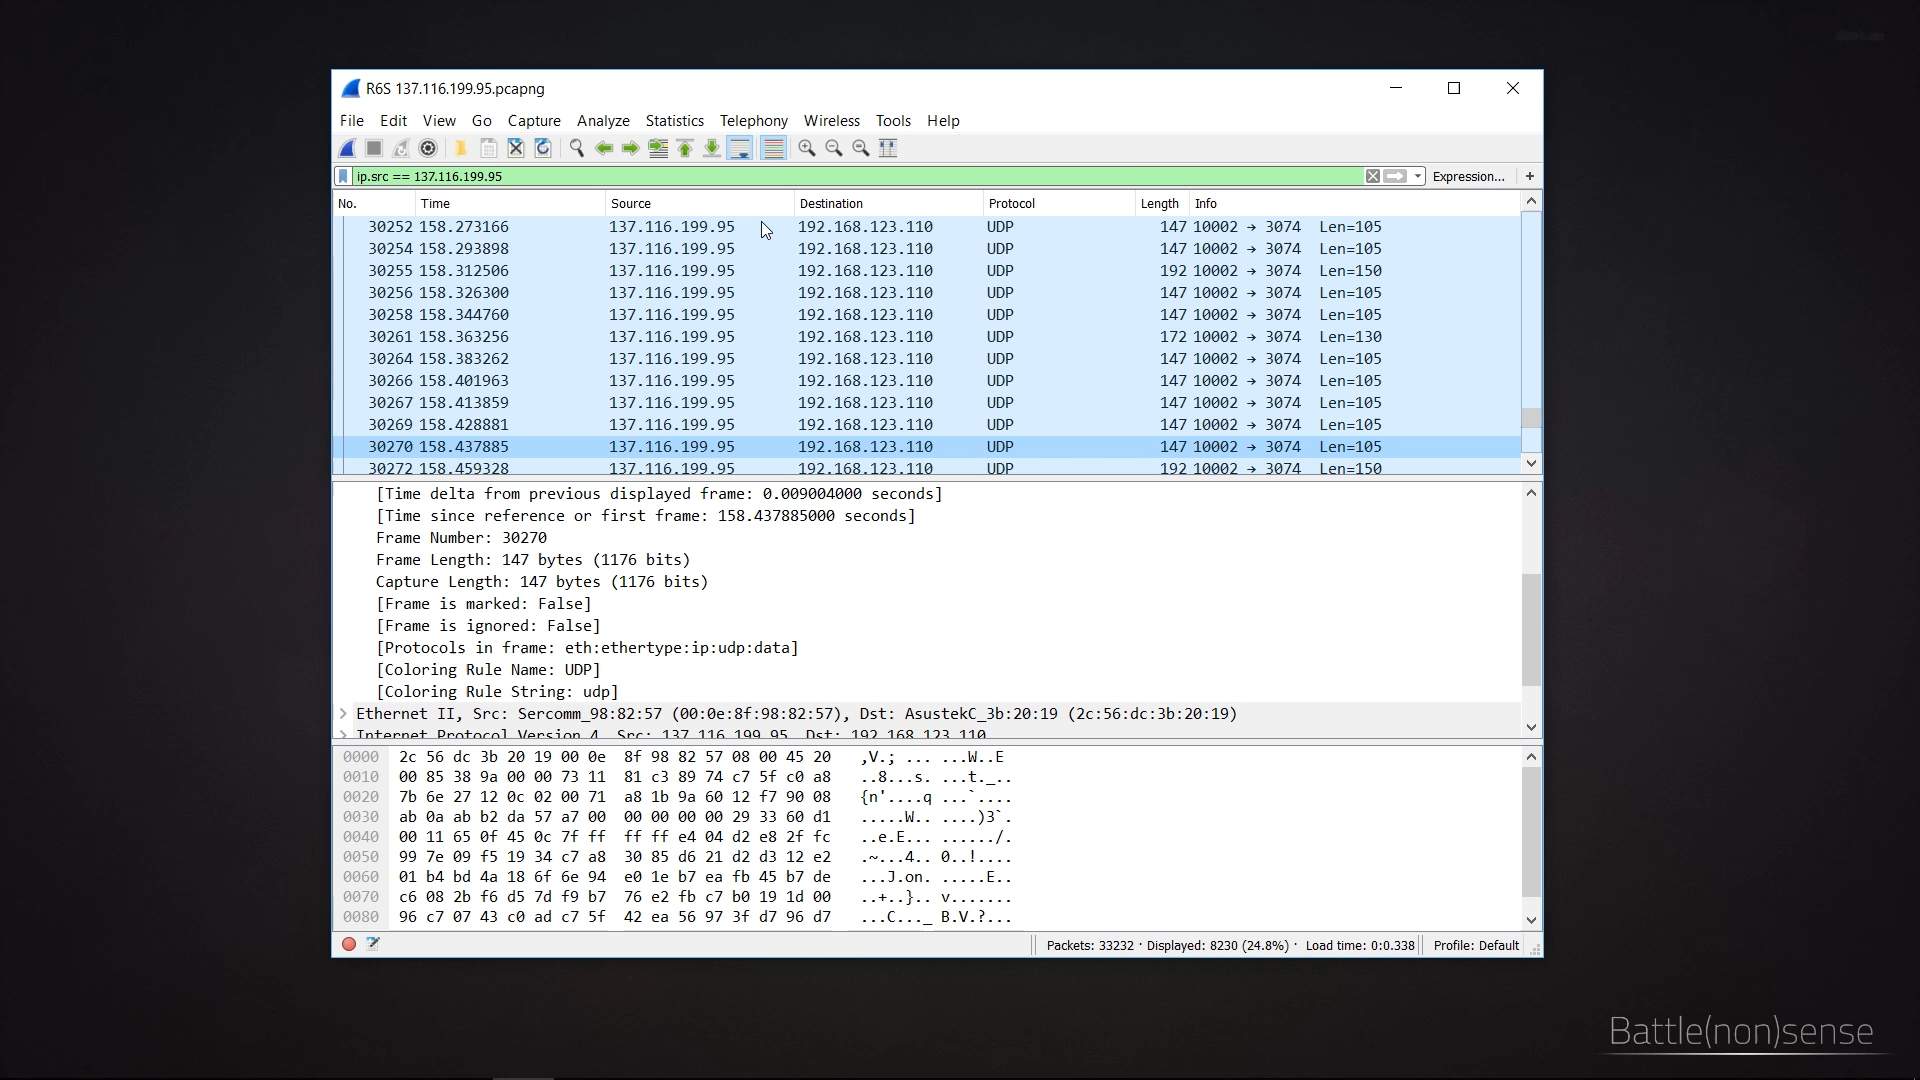 R6S 137.116.199.95.pcapng
File Edit View Go Capture Analyze Statistics Telephony Wireless Tools Help
ip.src == 137.116.199.95 Expression... +
No. Time Source Destination Protocol Length Info
30252 158.273166 137.116.199.95 192.168.123.110 UDP 147 10002 → 3074 Len=105
30254 158.293898 137.116.199.95 192.168.123.110 UDP 147 10002 → 3074 Len=105
30255 158.312506 137.116.199.95 192.168.123.110 UDP 192 10002 → 3074 Len=150
30256 158.326300 137.116.199.95 192.168.123.110 UDP 147 10002 → 3074 Len=105
30258 158.344760 137.116.199.95 192.168.123.110 UDP 147 10002 → 3074 Len=105
30261 158.363256 137.116.199.95 192.168.123.110 UDP 172 10002 → 3074 Len=130
30264 158.383262 137.116.199.95 192.168.123.110 UDP 147 10002 → 3074 Len=105
30266 158.401963 137.116.199.95 192.168.123.110 UDP 147 10002 → 3074 Len=105
30267 158.413859 137.116.199.95 192.168.123.110 UDP 147 10002 → 3074 Len=105
30269 158.428881 137.116.199.95 192.168.123.110 UDP 147 10002 → 3074 Len=105
30270 158.437885 137.116.199.95 192.168.123.110 UDP 147 10002 → 3074 Len=105
30272 158.459328 137.116.199.95 192.168.123.110 UDP 192 10002 → 3074 Len=150
[Time delta from previous displayed frame: 0.009004000 seconds]
[Time since reference or first frame: 158.437885000 seconds]
Frame Number: 30270
Frame Length: 147 bytes (1176 bits)
Capture Length: 147 bytes (1176 bits)
[Frame is marked: False]
[Frame is ignored: False]
[Protocols in frame: eth:ethertype:ip:udp:data]
[Coloring Rule Name: UDP]
[Coloring Rule String: udp]
Ethernet II, Src: Sercomm_98:82:57 (00:0e:8f:98:82:57), Dst: AsustekC_3b:20:19 (2c:56:dc:3b:20:19)
Internet Protocol Version 4, Src: 137.116.199.95, Dst: 192.168.123.110
0000 2c 56 dc 3b 20 19 00 0e 8f 98 82 57 08 00 45 20 ,V.; ... ...W..E
0010 00 85 38 9a 00 00 73 11 81 c3 89 74 c7 5f c0 a8 ..8...s. ...t._..
0020 7b 6e 27 12 0c 02 00 71 a8 1b 9a 60 12 f7 90 08 {n'....q ...`....
0030 ab 0a ab b2 da 57 a7 00 00 00 00 00 29 33 60 d1 .....W.. ....)3`.
0040 00 11 65 0f 45 0c 7f ff ff ff e4 04 d2 e8 2f fc ..e.E... ....../.
0050 99 7e 09 f5 19 34 c7 a8 30 85 d6 21 d2 d3 12 e2 .~...4.. 0..!....
0060 01 b4 bd 4a 18 6f 6e 94 e0 1e b7 ea fb 45 b7 de ...J.on. .....E..
0070 c6 08 2b f6 d5 7d f9 b7 76 e2 fb c7 b0 19 1d 00 ..+..}.. v.......
0080 96 c7 07 43 c0 ad c7 5f 42 ea 56 97 3f d7 96 d7 ...C..._ B.V.?...
Packets: 33232 · Displayed: 8230 (24.8%) · Load time: 0:0.338 Profile: Default
Battle(non)sense